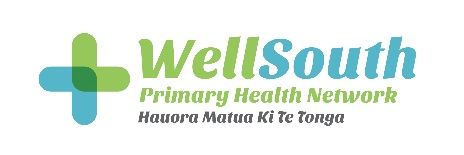 WellSouth
Primary Health Network
Hauora Matua Ki Te Tonga